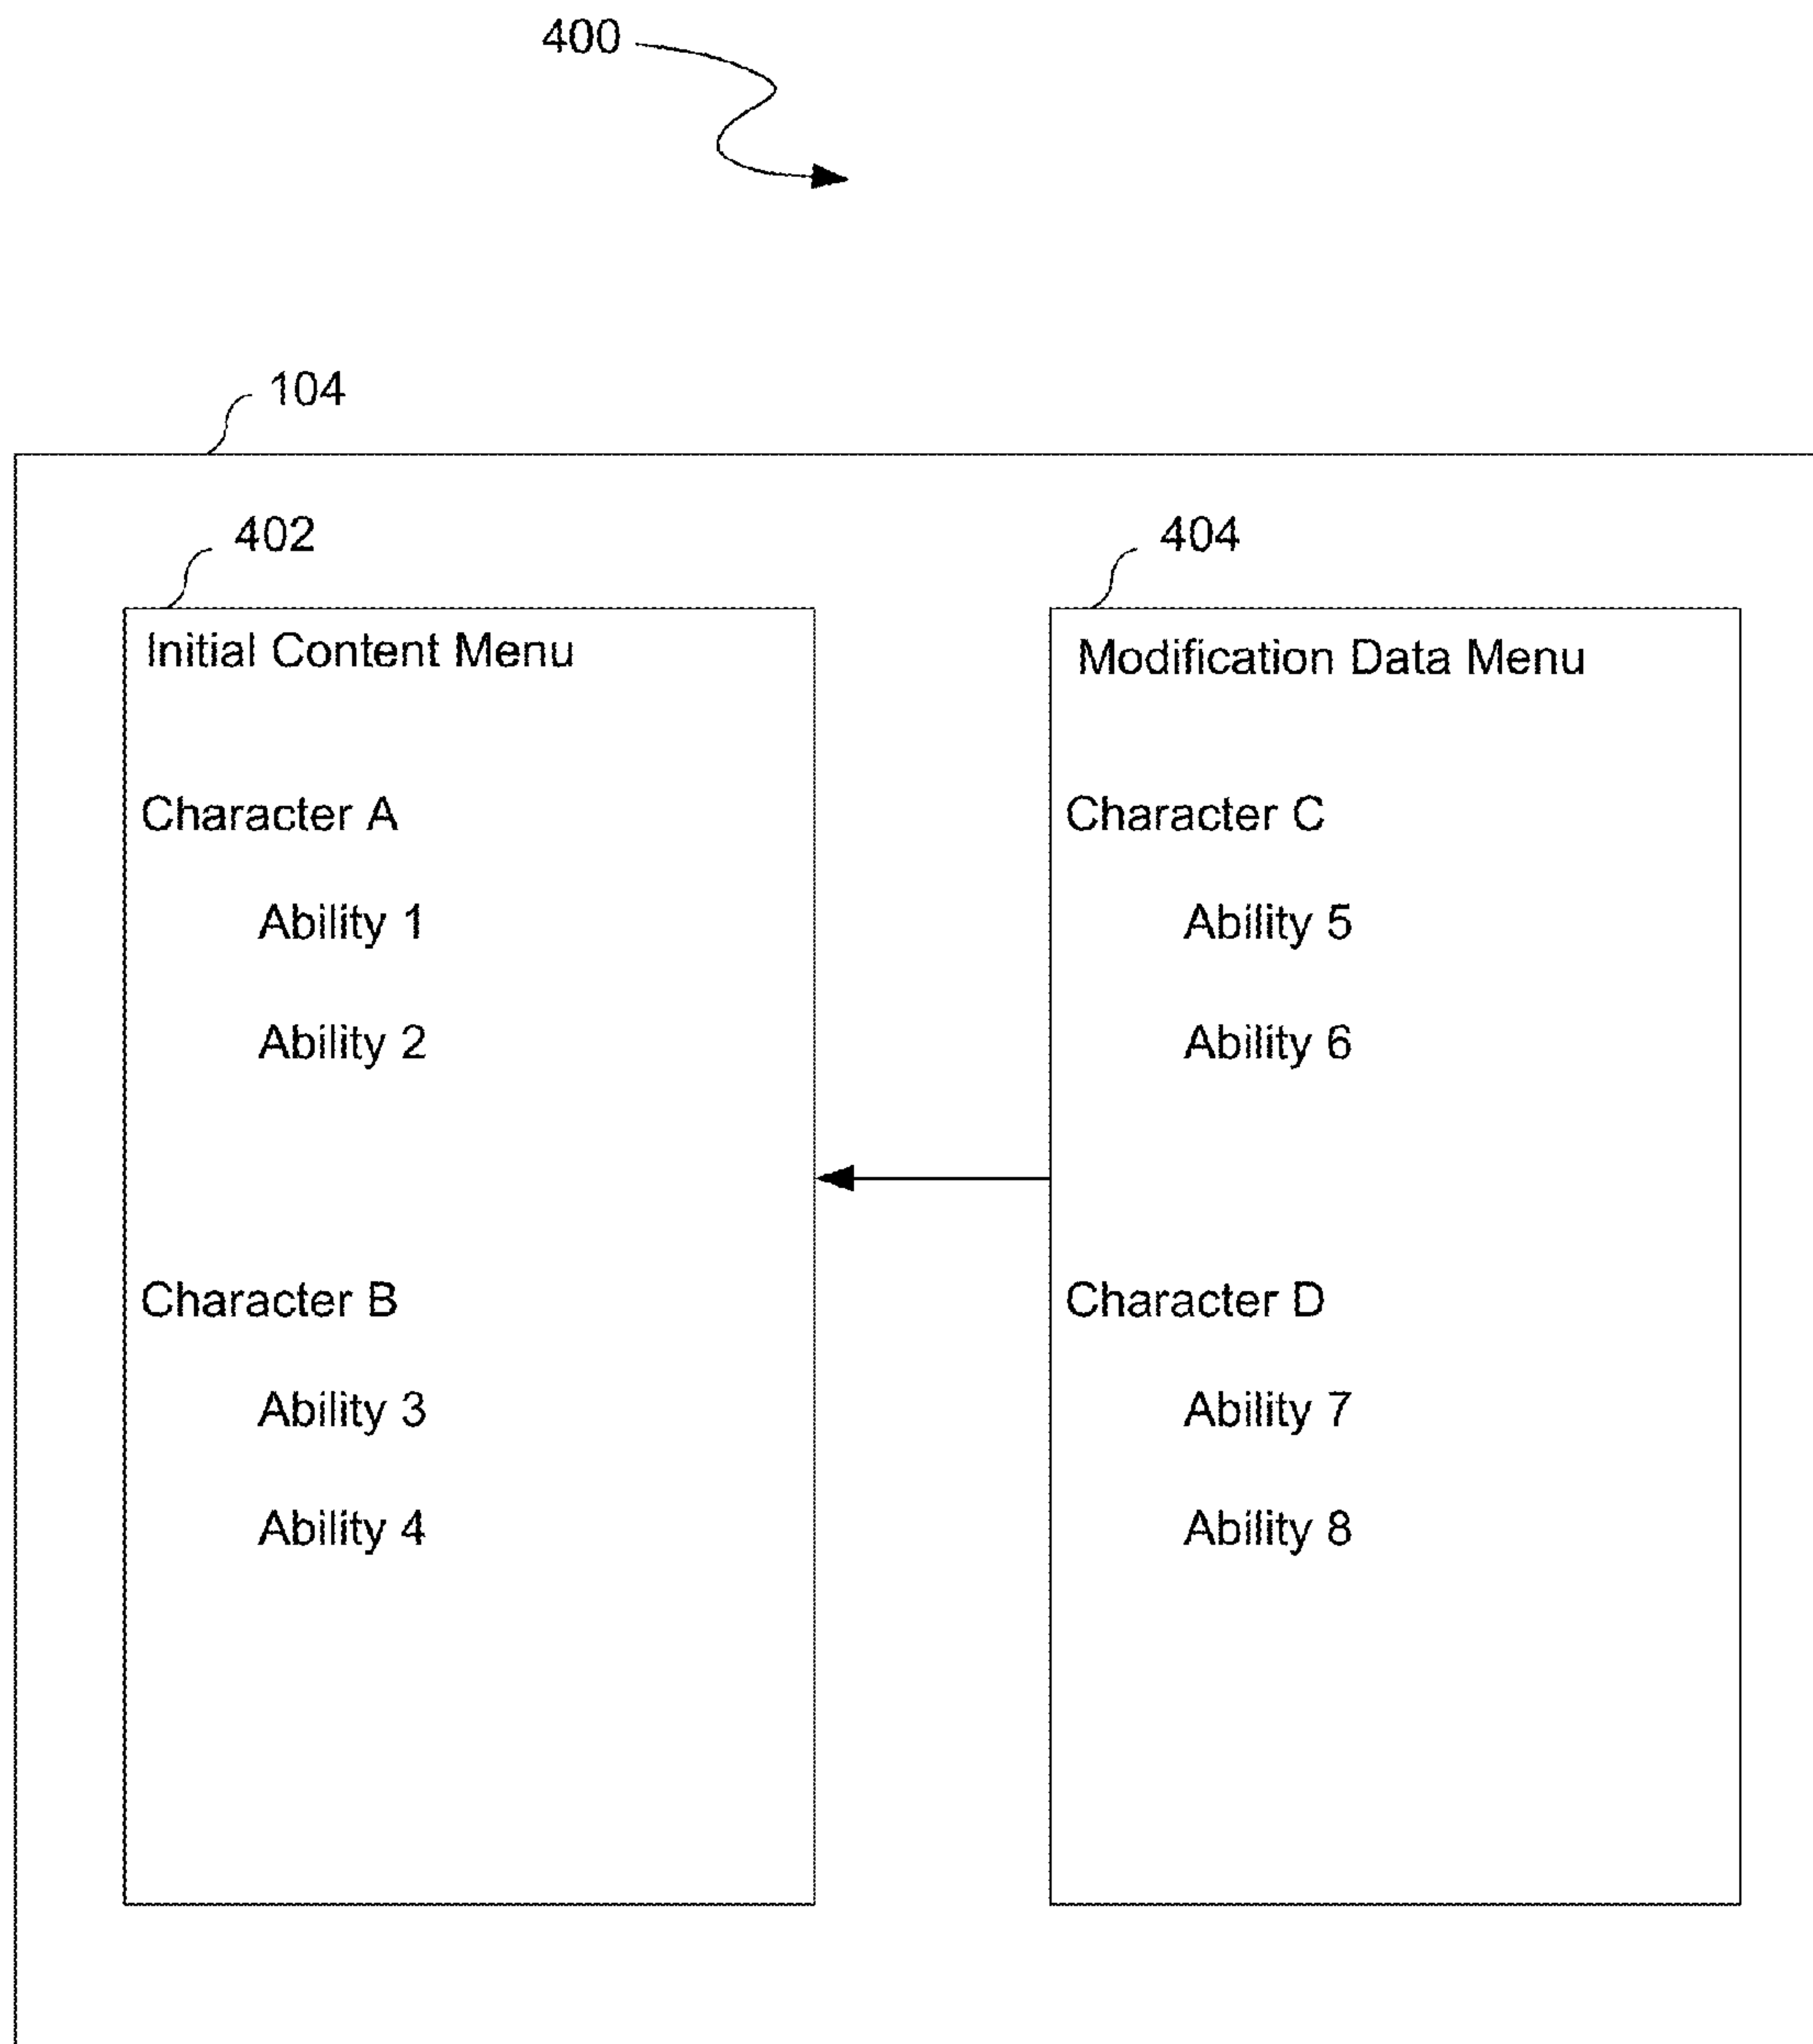 400
104
402
Initial Content Menu
Character A
Ability 1
Ability 2
Character B
Ability 3
Ability 4
404
Modification Data Menu
Character C
Ability 5
Ability 6
Character D
Ability 7
Ability 8